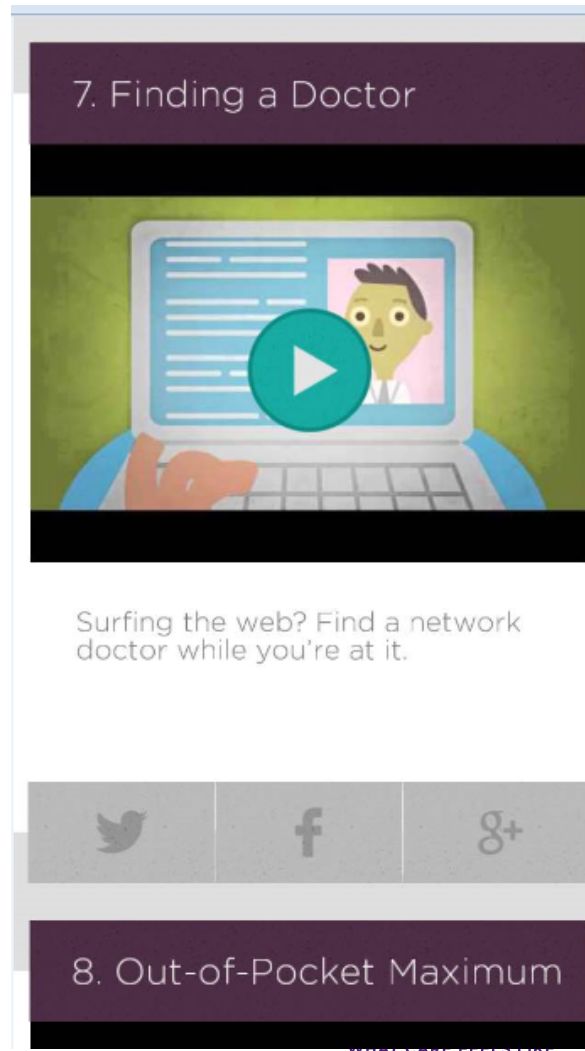 7. Finding a Doctor
Surfing the web? Find a network
doctor while you're at it.
g+
8. Out-of-Pocket Maximum